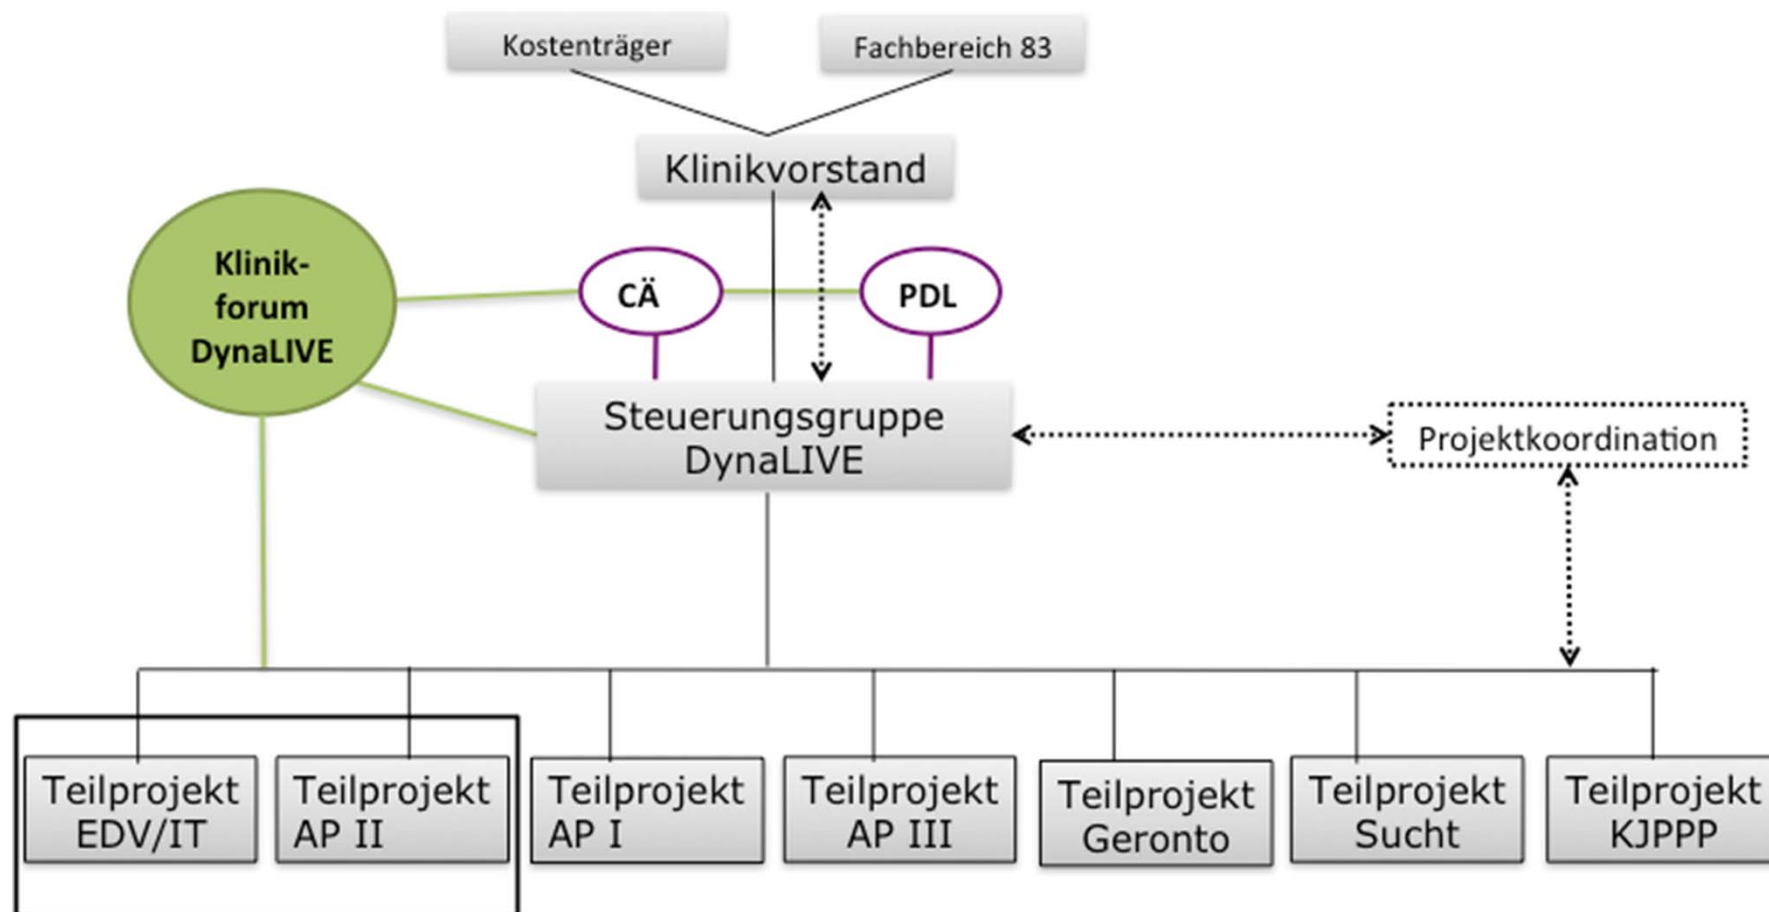 Kostenträger
Fachbereich 83
Klinikvorstand
Klinik-
forum
DynaLIVE
CÄ
PDL
Steuerungsgruppe
DynaLIVE
Projektkoordination
Teilprojekt
EDV/IT
Teilprojekt
AP II
Teilprojekt
AP I
Teilprojekt
AP III
Teilprojekt
Geronto
Teilprojekt
Sucht
Teilprojekt
KJPPP